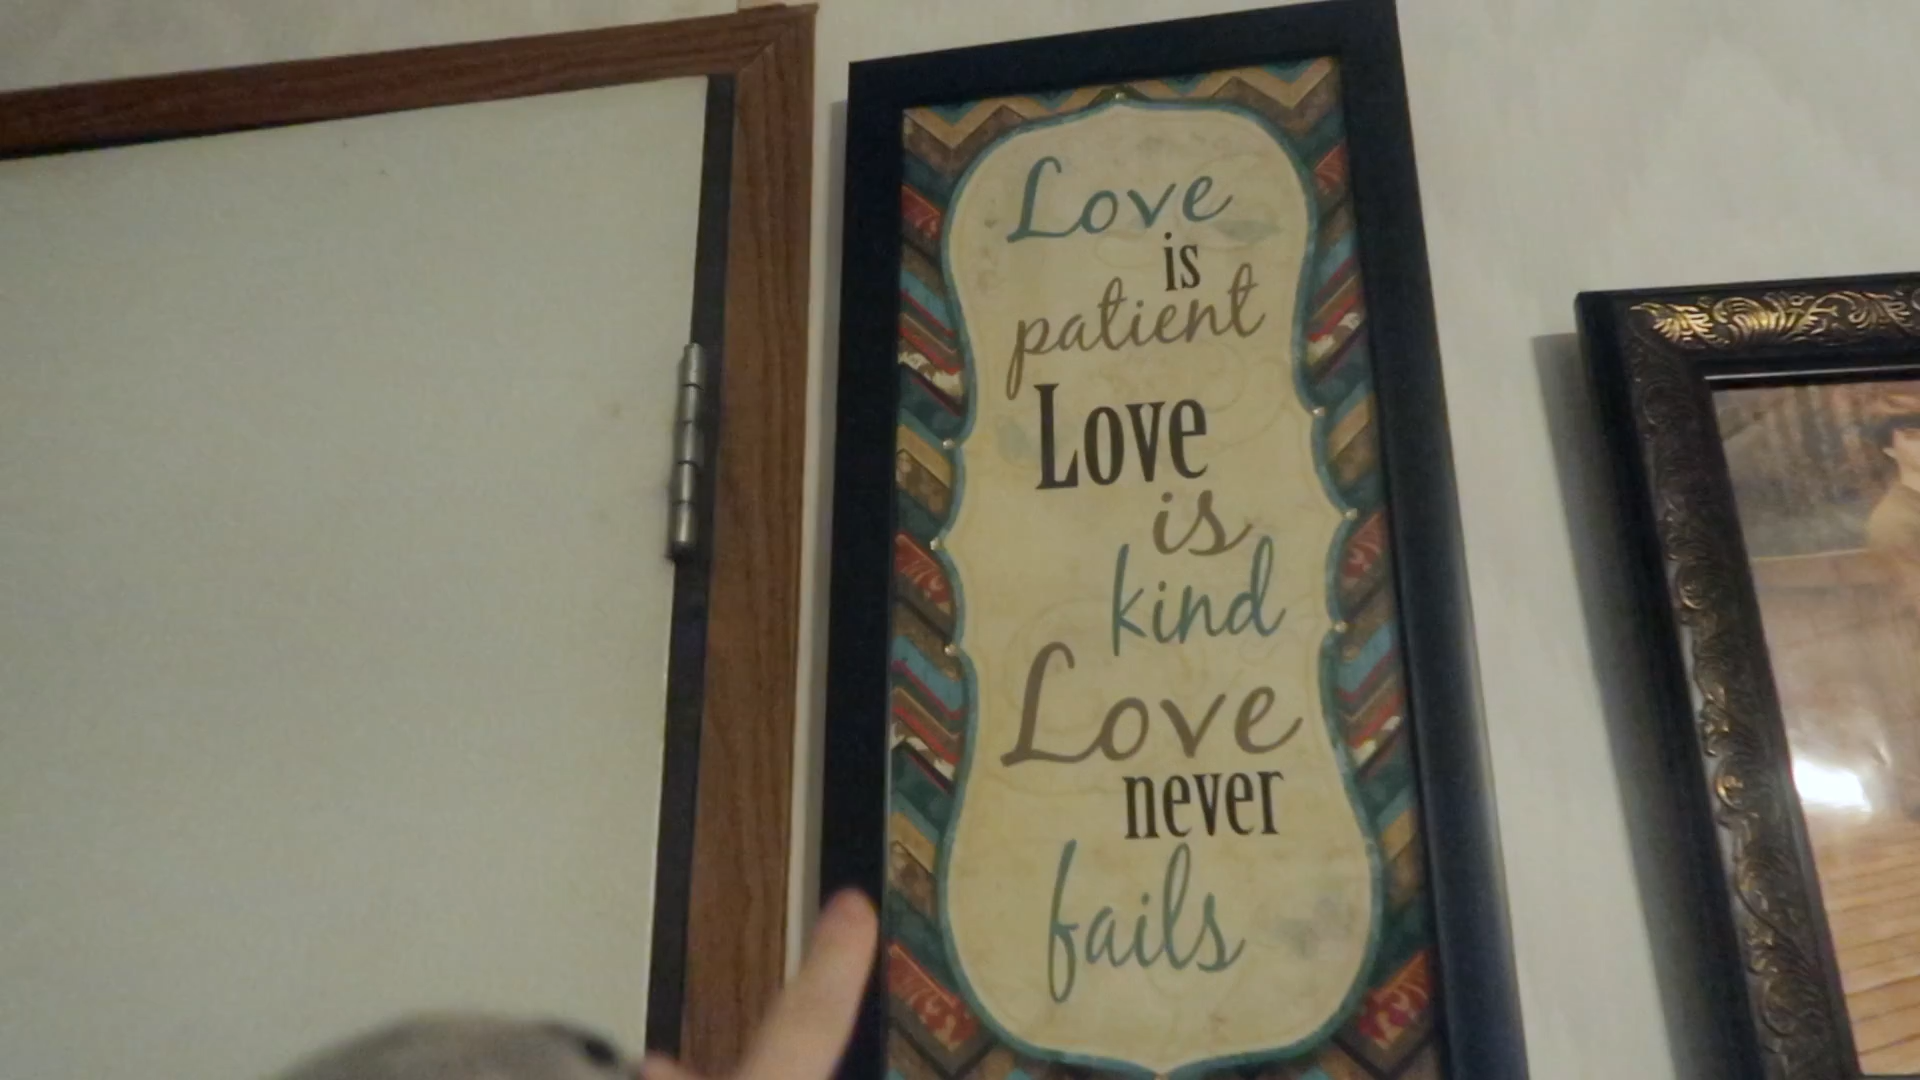 Love
is
patient
Love
is
kind
Love
never
fails